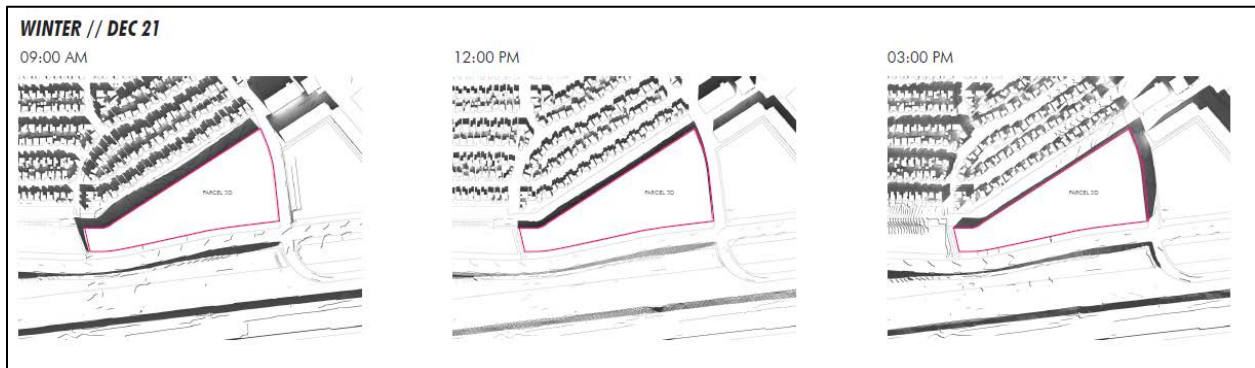 WINTER // DEC 21
09:00 AM
12:00 PM
03:00 PM
PARCEL 3D
PARCEL 3D
PARCEL 3D